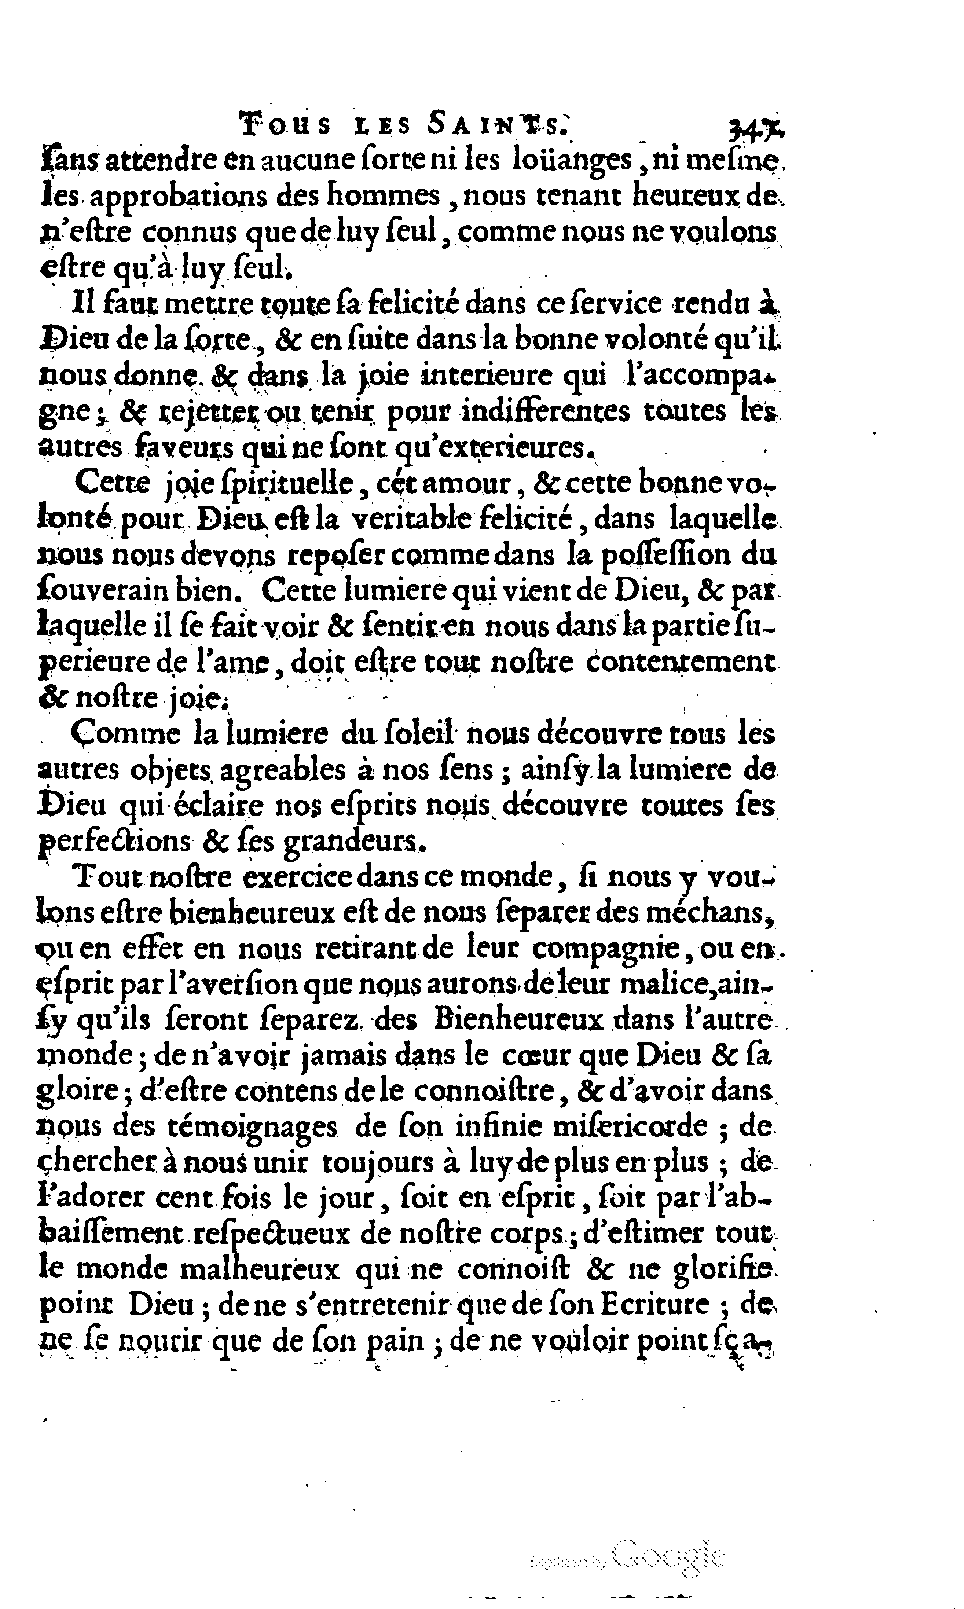 TOUS LES SAINTS. 347
ſans attendre en aucune ſorte ni les loüanges, ni meſme
les approbations des hommes, nous tenant heureux de
n'eſtre connus que de luy ſeul, comme nous ne voulons
eſtre qu'à luy ſeul.
Il faut mettre toute ſa felicité dans ce ſervice rendu à
Dieu de la ſorte, & en ſuite dans la bonne volonté qu'il
nous donne & dans la joie interieure qui l'accompa-
gne; & rejetter ou tenir pour indifferentes toutes les
autres faveurs qui ne ſont qu'exterieures.
Cette joie ſpirituelle, cét amour, & cette bonne vo-
lonté pour Dieu eſt la veritable felicité, dans laquelle
nous nous devons repoſer comme dans la poſſeſſion du
ſouverain bien. Cette lumiere qui vient de Dieu, & par
laquelle il ſe fait voir & ſentir en nous dans la partie ſu-
perieure de l'ame, doit eſtre tout noſtre contentement
& noſtre joie.
Comme la lumiere du ſoleil nous découvre tous les
autres objets agreables à nos ſens; ainſy la lumiere de
Dieu qui éclaire nos eſprits nous découvre toutes ſes
perfections & ſes grandeurs.
Tout noſtre exercice dans ce monde, ſi nous y vou-
lons eſtre bienheureux eſt de nous ſeparer des méchans,
ou en effet en nous retirant de leur compagnie, ou en
eſprit par l'averſion que nous aurons de leur malice, ain-
ſy qu'ils ſeront ſeparez des Bienheureux dans l'autre
monde; de n'avoir jamais dans le cœur que Dieu & ſa
gloire; d'eſtre contens de le connoiſtre, & d'avoir dans
nous des témoignages de ſon infinie miſericorde; de
chercher à nous unir toujours à luy de plus en plus; de
l'adorer cent fois le jour, ſoit en eſprit, ſoit par l'ab-
baiſſement reſpectueux de noſtre corps; d'eſtimer tout
le monde malheureux qui ne connoiſt & ne glorifie
point Dieu; de ne s'entretenir que de ſon Ecriture; de
ne ſe nourir que de ſon pain; de ne vouloir point ſça-
Digitized by Google